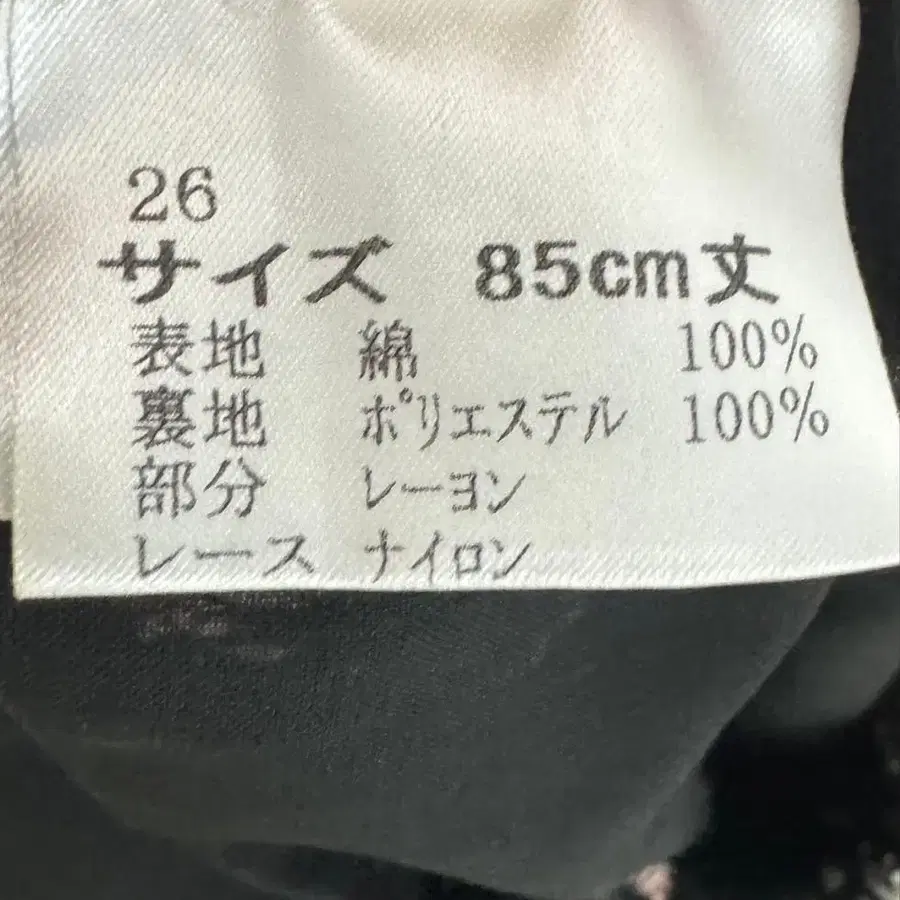 26
サイズ 85cm丈
表地 綿 100%
裏地 ポリエステル 100%
部分 レーヨン
レース ナイロン